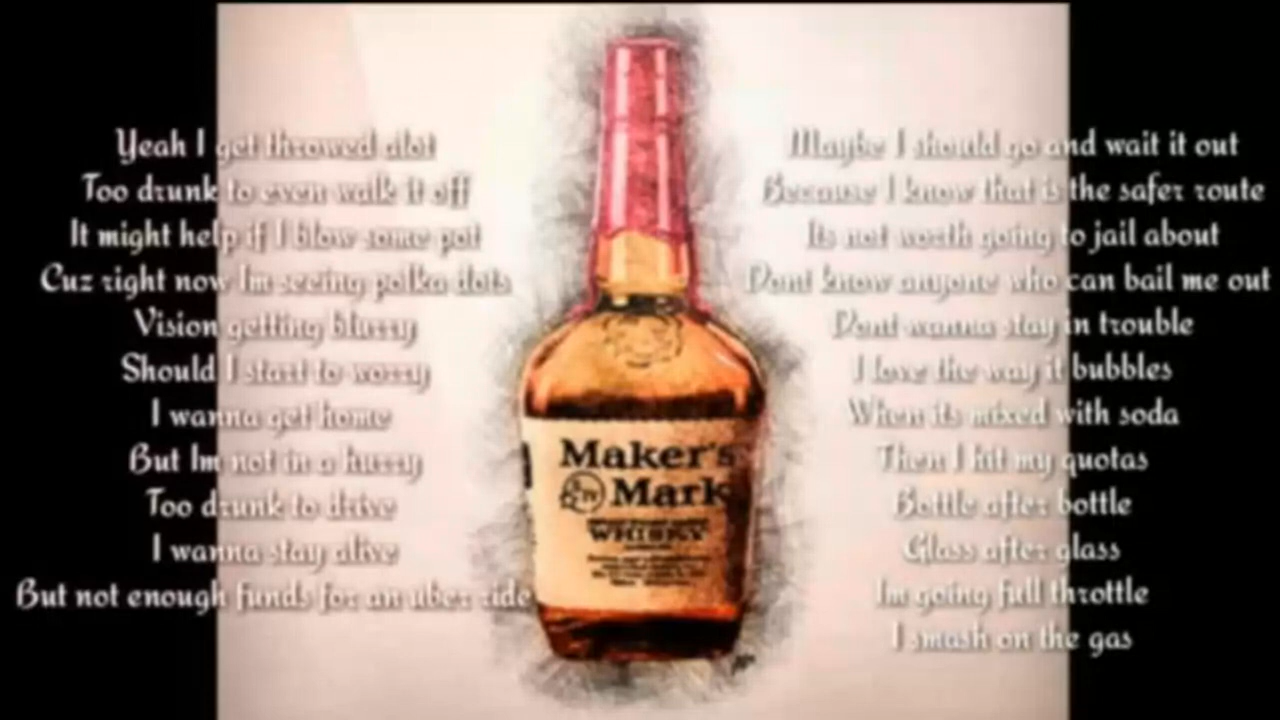 Yeah I get throwed alot
Too drunk to even walk it off
It might help if I blow some pot
Cuz right now Im seeing polka dots
Vision getting blurry
Should I start to worry
I wanna get home
But Im not in a hurry
Too drunk to drive
I wanna stay alive
But not enough funds for an uber ride
Maker's
Mark
WHISKY
Maybe I should go and wait it out
Because I know that is the safer route
Its not worth going to jail about
Dont know anyone who can bail me out
Dont wanna stay in trouble
I love the way it bubbles
When its mixed with soda
Then I hit my quotas
Bottle after bottle
Glass after glass
Im going full throttle
I smash on the gas